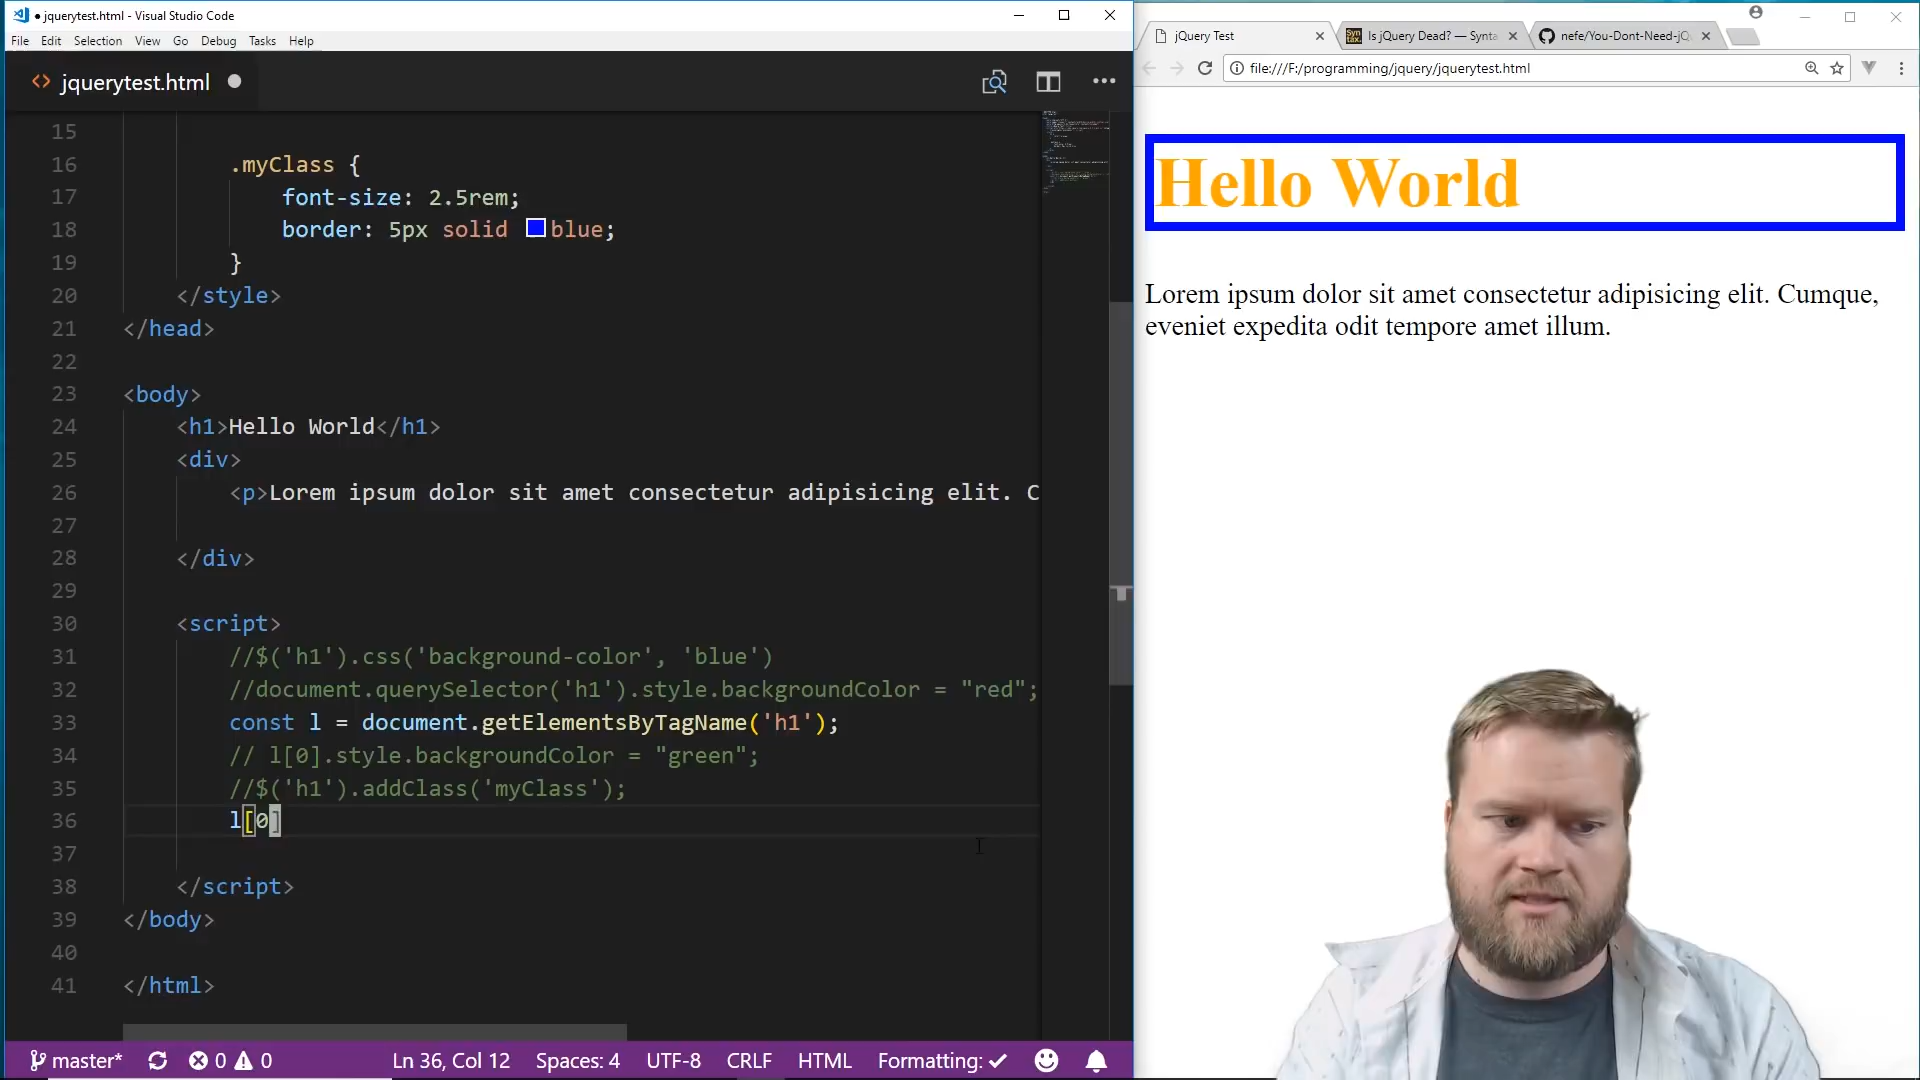 jquerytest.html - Visual Studio Code
File Edit Selection View Go Debug Tasks Help
jquerytest.html
15
16 .myClass {
17 font-size: 2.5rem;
18 border: 5px solid blue;
19 }
20 </style>
21 </head>
22
23 <body>
24 <h1>Hello World</h1>
25 <div>
26 <p>Lorem ipsum dolor sit amet consectetur adipisicing elit. C
27
28 </div>
29
30 <script>
31 //$('h1').css('background-color', 'blue')
32 //document.querySelector('h1').style.backgroundColor = "red";
33 const l = document.getElementsByTagName('h1');
34 // l[0].style.backgroundColor = "green";
35 //$('h1').addClass('myClass');
36 l[0]
37
38 </script>
39 </body>
40
41 </html>
master* 0 0 Ln 36, Col 12 Spaces: 4 UTF-8 CRLF HTML Formatting: ✓
jQuery Test
Is jQuery Dead? — Synta
nefe/You-Dont-Need-jQ
file:///F:/programming/jquery/jquerytest.html
Hello World
Lorem ipsum dolor sit amet consectetur adipisicing elit. Cumque,
eveniet expedita odit tempore amet illum.